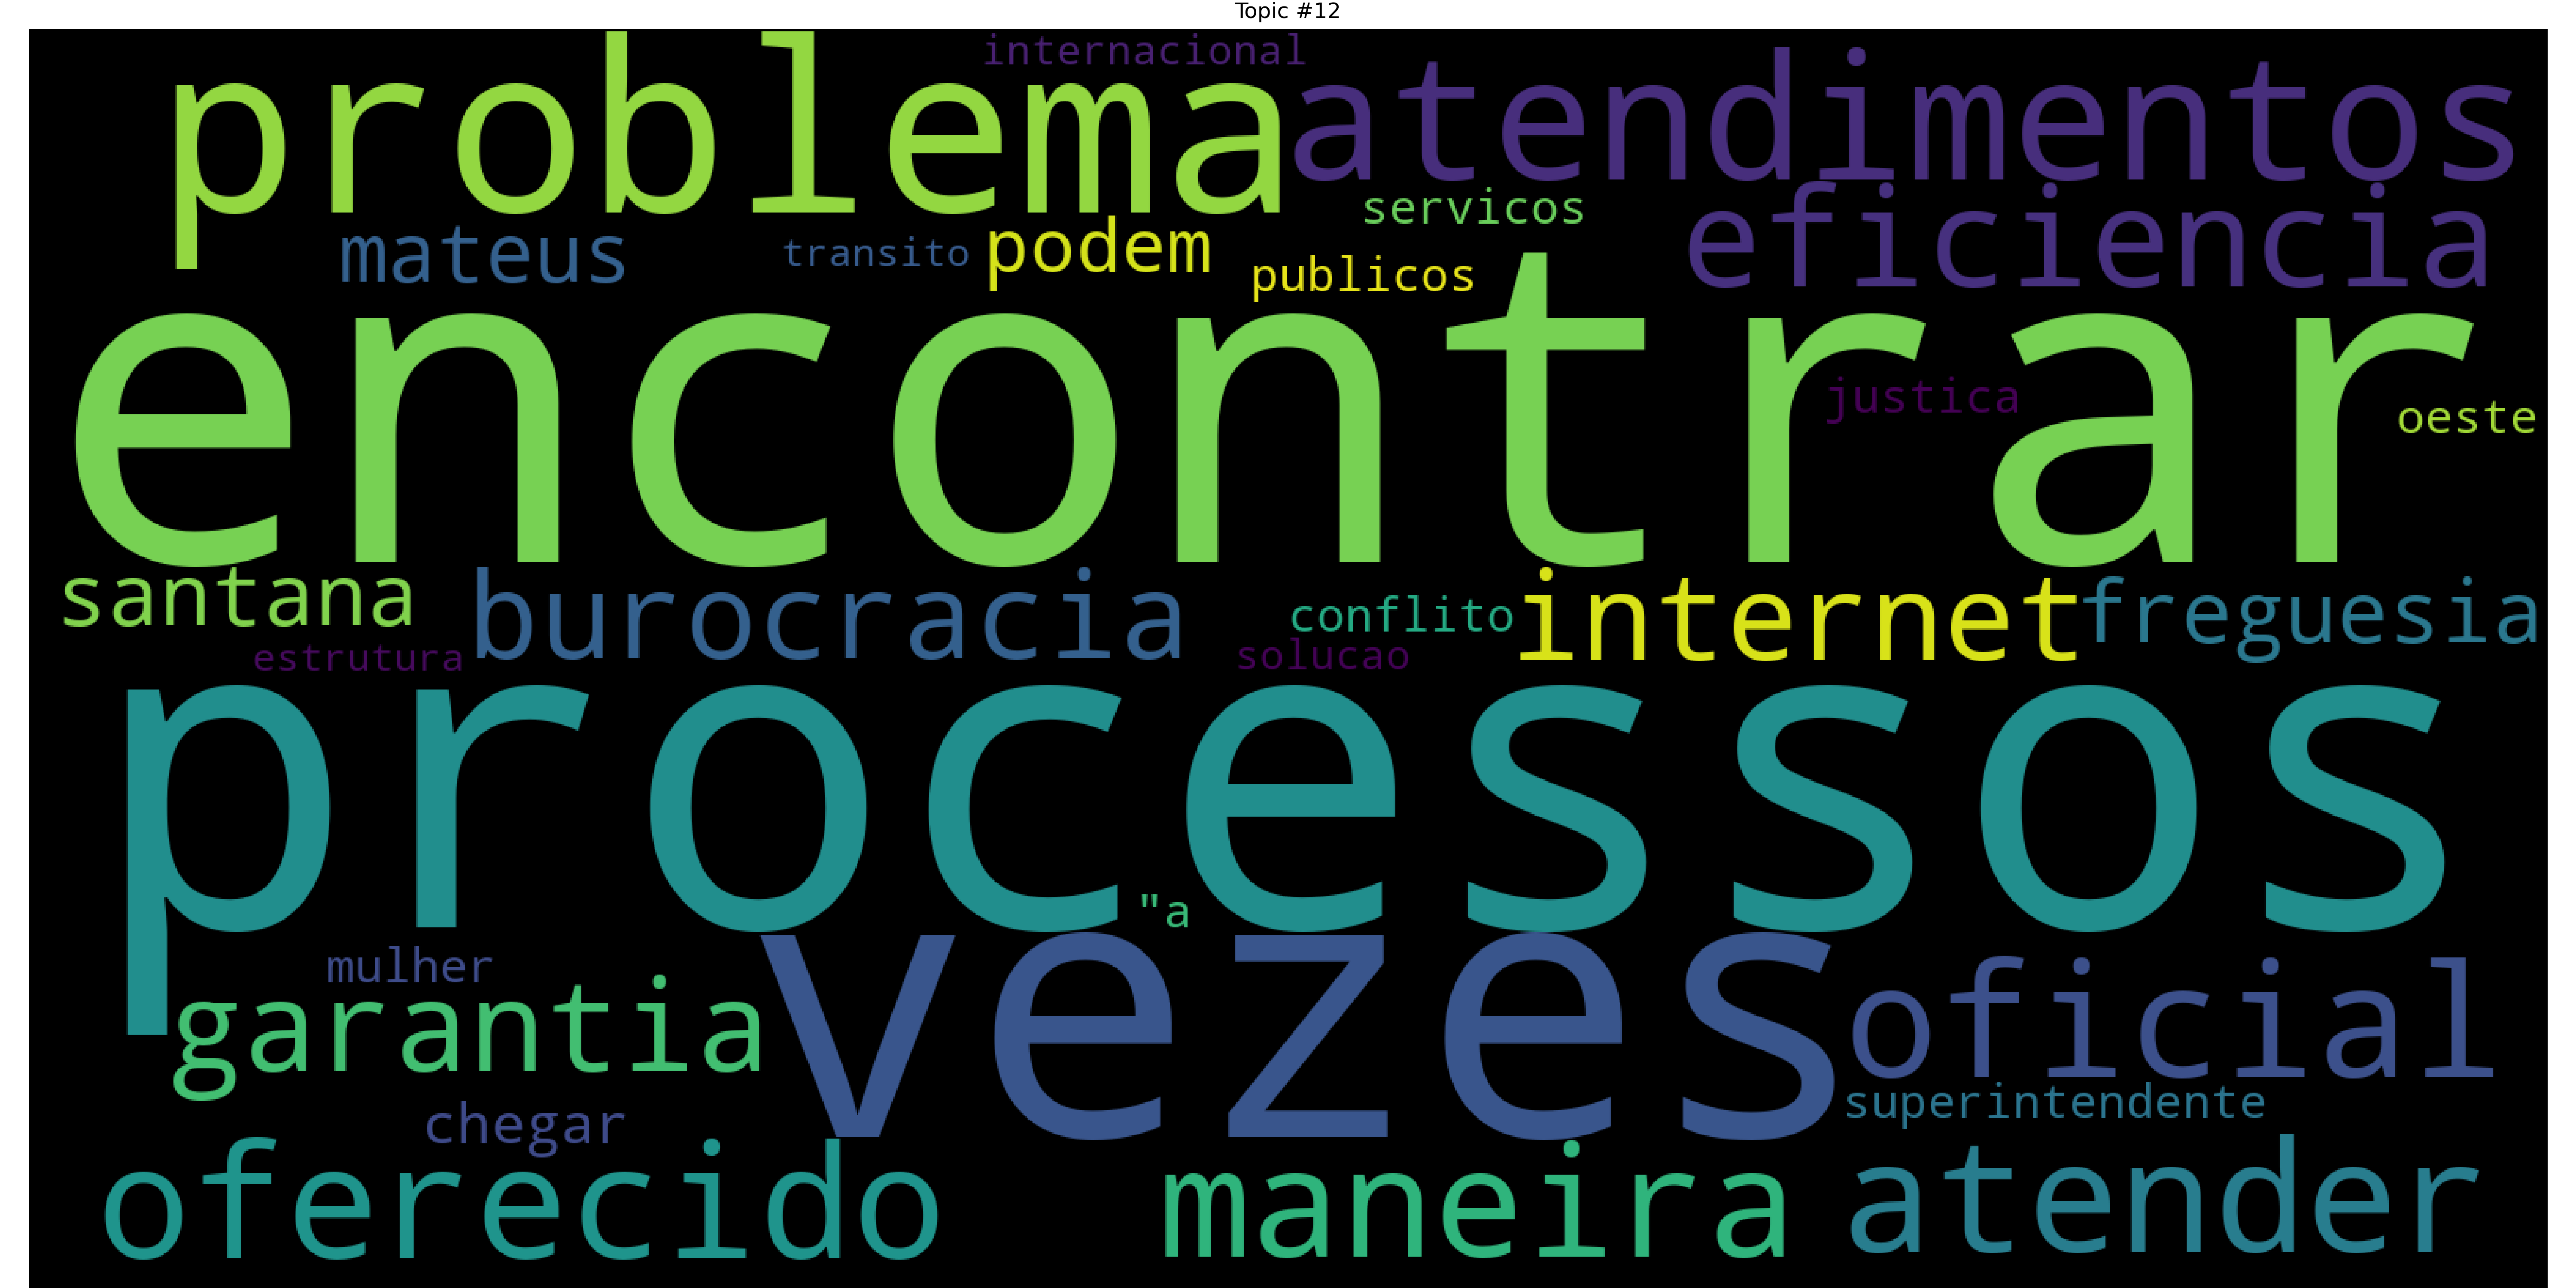 Topic #12
internacional
problema
atendimentos
servicos
eficiencia
mateus
transito
podem
publicos
encontrar
justica
oeste
santana
burocracia
conflito
internet
freguesia
estrutura
solucao
processos
"a
mulher
vezes
oficial
garantia
superintendente
chegar
oferecido
maneira
atender